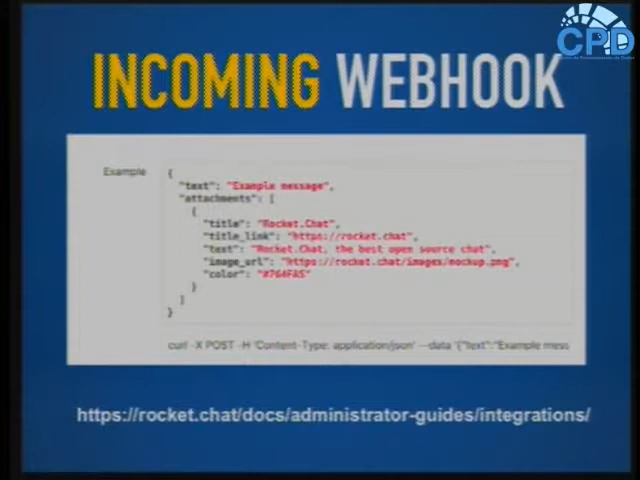 CPD
INCOMING WEBHOOK
Example
{
"text": "Example message",
"attachments": [
{
"title": "Rocket.Chat",
"title_link": "https://rocket.chat",
"text": "Rocket.Chat, the best open source chat",
"image_url": "https://rocket.chat/images/mockup.png",
"color": "#764FA5"
}
]
}
curl -X POST -H 'Content-Type: application/json' --data '{"text":"Example mess
https://rocket.chat/docs/administrator-guides/integrations/